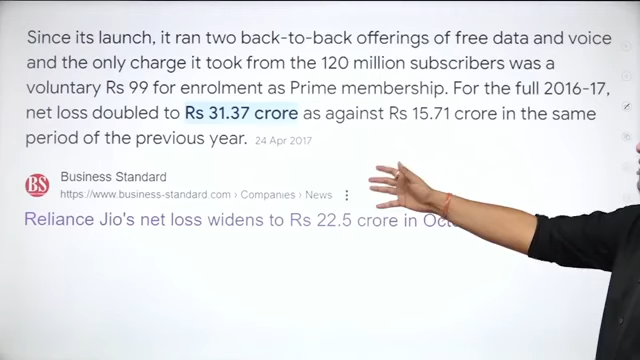 Since its launch, it ran two back-to-back offerings of free data and voice
and the only charge it took from the 120 million subscribers was a
voluntary Rs 99 for enrolment as Prime membership. For the full 2016-17,
net loss doubled to Rs 31.37 crore as against Rs 15.71 crore in the same
period of the previous year. 24 Apr 2017
BS
Business Standard
https://www.business-standard.com › Companies › News
Reliance Jio's net loss widens to Rs 22.5 crore in